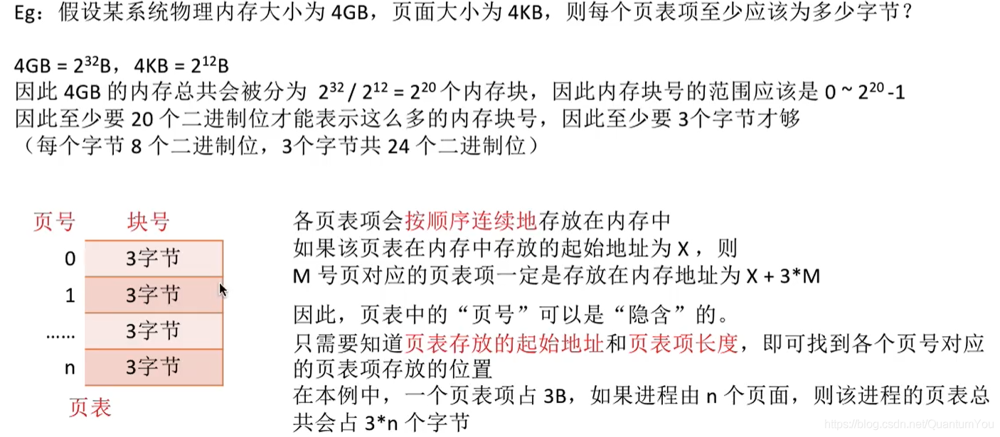 Eg：假设某系统物理内存大小为 4GB，页面大小为 4KB，则每个页表项至少应该为多少字节？
4GB = 2³²B，4KB = 2¹²B
因此 4GB 的内存总共会被分为 2³² / 2¹² = 2²⁰ 个内存块，因此内存块号的范围应该是 0 ~ 2²⁰ -1
因此至少要 20 个二进制位才能表示这么多的内存块号，因此至少要 3个字节才够
（每个字节 8 个二进制位，3个字节共 24 个二进制位）
页号 块号
0 3字节
1 3字节
...... 3字节
n 3字节
页表
各页表项会按顺序连续地存放在内存中
如果该页表在内存中存放的起始地址为 X ，则
M 号页对应的页表项一定是存放在内存地址为 X + 3*M
因此，页表中的“页号”可以是“隐含”的。
只需要知道页表存放的起始地址和页表项长度，即可找到各个页号对应
的页表项存放的位置
在本例中，一个页表项占 3B，如果进程由 n 个页面，则该进程的页表总
共会占 3*n 个字节
https://blog.csdn.net/QuantumYou